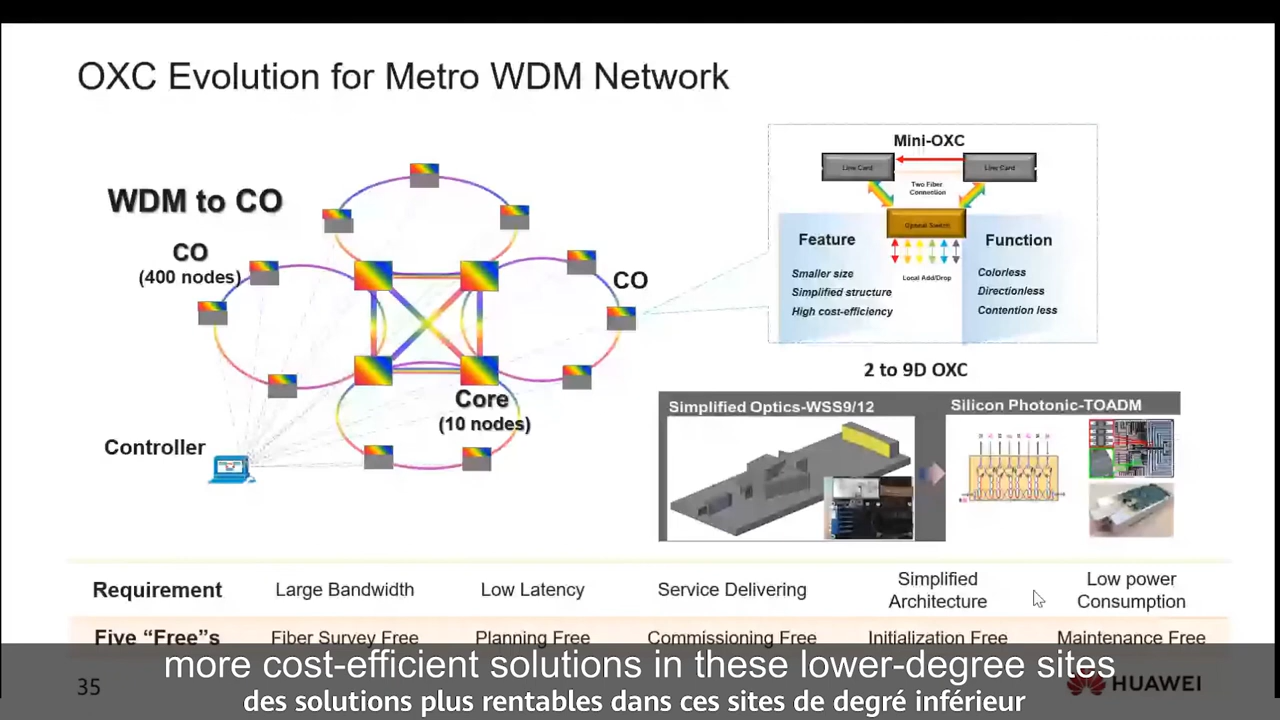 OXC Evolution for Metro WDM Network
WDM to CO
CO
(400 nodes)
CO
Core
(10 nodes)
Controller
Mini-OXC
Line Card
Line Card
Two Fiber
Connection
Optical Switch
Local Add/Drop
Feature
Smaller size
Simplified structure
High cost-efficiency
Function
Colorless
Directionless
Contention less
2 to 9D OXC
Simplified Optics-WSS9/12
Silicon Photonic-TOADM
Requirement Large Bandwidth Low Latency Service Delivering Simplified Architecture Low power Consumption
Five “Free”s Fiber Survey Free Planning Free Commissioning Free Initialization Free Maintenance Free
more cost-efficient solutions in these lower-degree sites
des solutions plus rentables dans ces sites de degré inférieur
35
HUAWEI